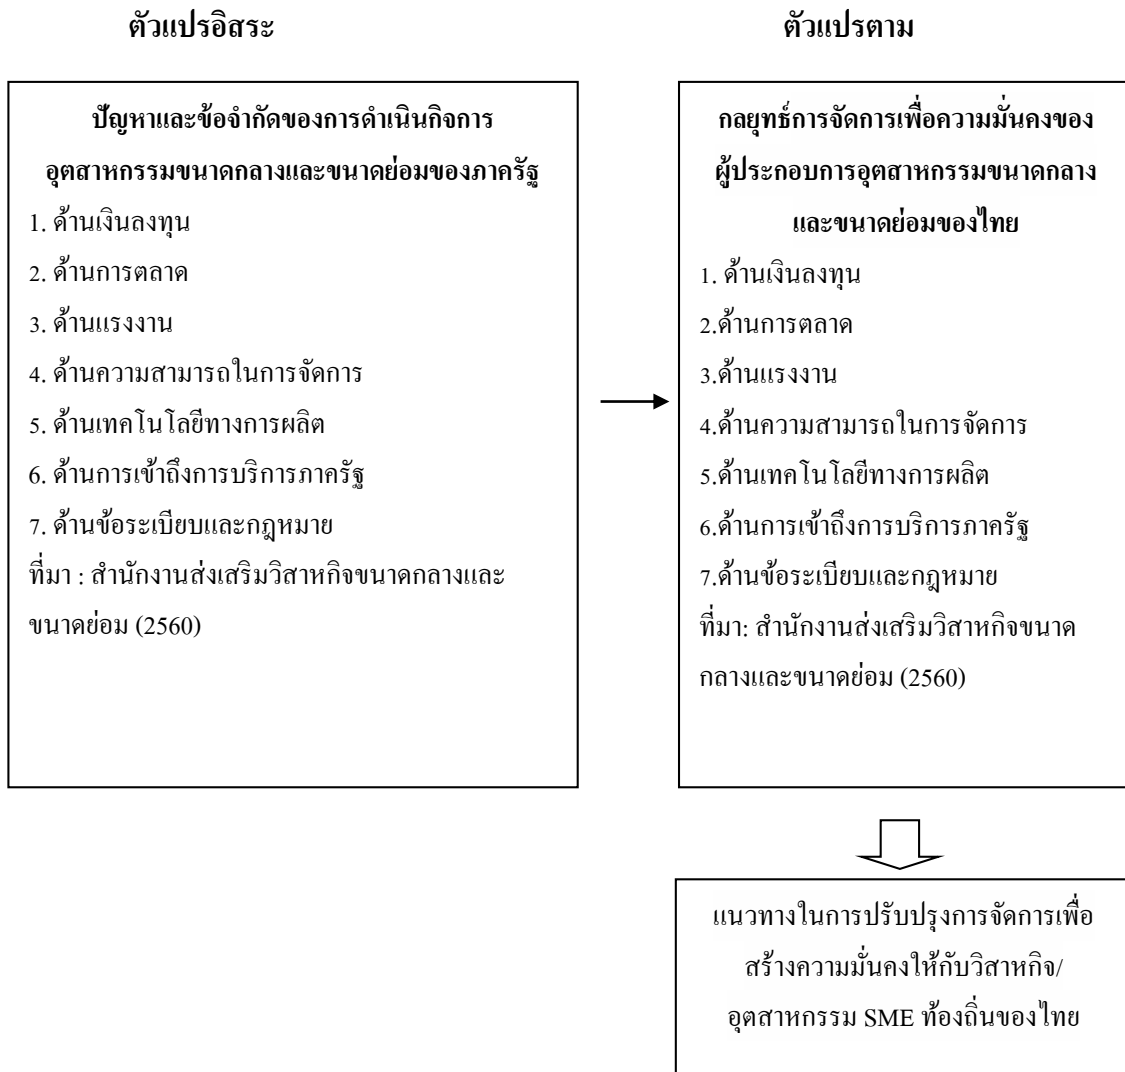 ตัวแปรอิสระ
ตัวแปรตาม
ปัญหาและข้อจำกัดของการดำเนินกิจการ
อุตสาหกรรมขนาดกลางและขนาดย่อมของภาครัฐ
1. ด้านเงินลงทุน
2. ด้านการตลาด
3. ด้านแรงงาน
4. ด้านความสามารถในการจัดการ
5. ด้านเทคโนโลยีทางการผลิต
6. ด้านการเข้าถึงการบริการภาครัฐ
7. ด้านข้อระเบียบและกฎหมาย
ที่มา : สำนักงานส่งเสริมวิสาหกิจขนาดกลางและ
ขนาดย่อม (2560)
กลยุทธ์การจัดการเพื่อความมั่นคงของ
ผู้ประกอบการอุตสาหกรรมขนาดกลาง
และขนาดย่อมของไทย
1. ด้านเงินลงทุน
2.ด้านการตลาด
3.ด้านแรงงาน
4.ด้านความสามารถในการจัดการ
5.ด้านเทคโนโลยีทางการผลิต
6.ด้านการเข้าถึงการบริการภาครัฐ
7.ด้านข้อระเบียบและกฎหมาย
ที่มา: สำนักงานส่งเสริมวิสาหกิจขนาด
กลางและขนาดย่อม (2560)
แนวทางในการปรับปรุงการจัดการเพื่อ
สร้างความมั่นคงให้กับวิสาหกิจ/
อุตสาหกรรม SME ท้องถิ่นของไทย